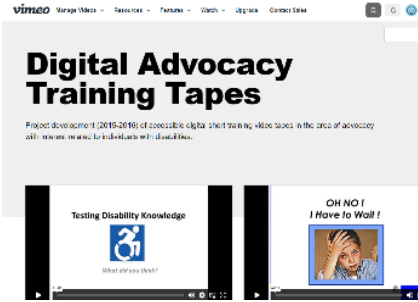 vimeo Manage Videos Resources Features Watch Upgrade Contact Sales
Digital Advocacy
Training Tapes
Project development (2015-2016) of accessible digital short training video tapes in the area of advocacy
with interest related to individuals with disabilities.
Testing Disability Knowledge
What did you think?
OH NO !
I Have to Wait !